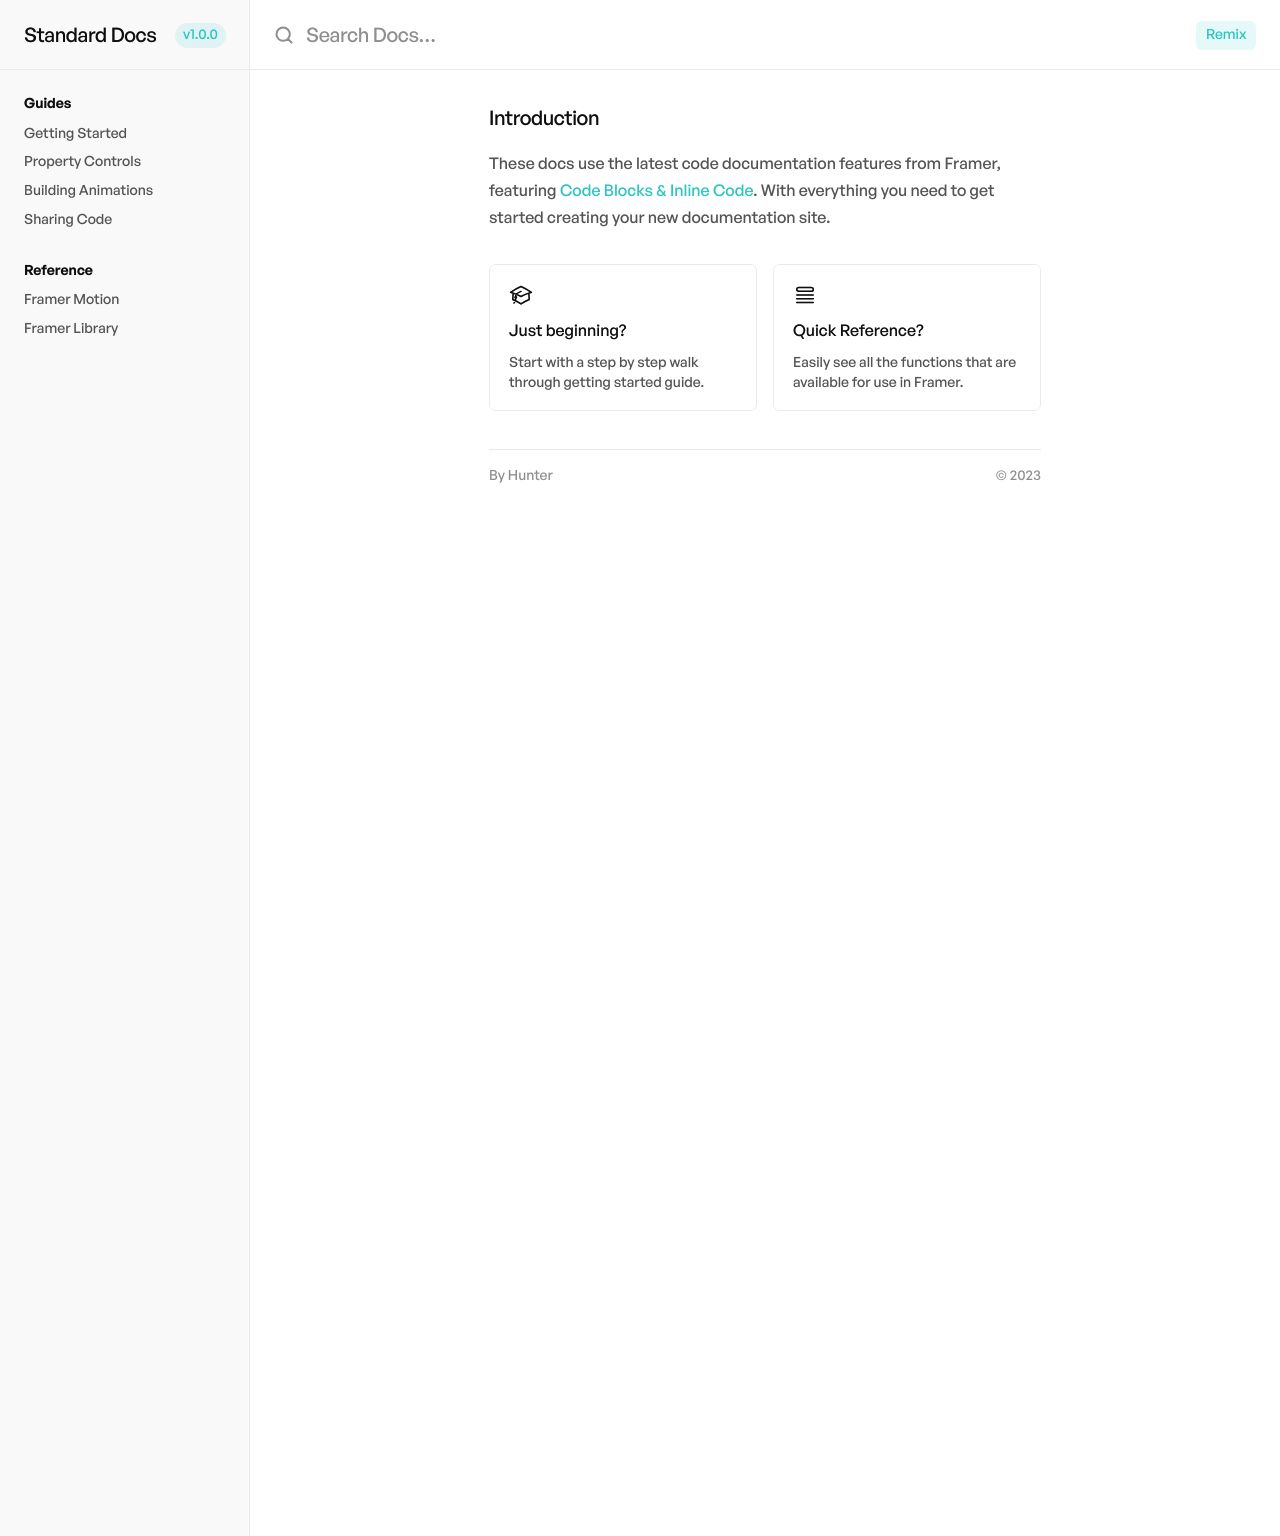 Standard Docs
v1.0.0
Search Docs...
Remix
Guides
Getting Started
Property Controls
Building Animations
Sharing Code
Reference
Framer Motion
Framer Library
Introduction
These docs use the latest code documentation features from Framer,
featuring Code Blocks & Inline Code. With everything you need to get
started creating your new documentation site.
Just beginning?
Start with a step by step walk
through getting started guide.
Quick Reference?
Easily see all the functions that are
available for use in Framer.
By Hunter
© 2023